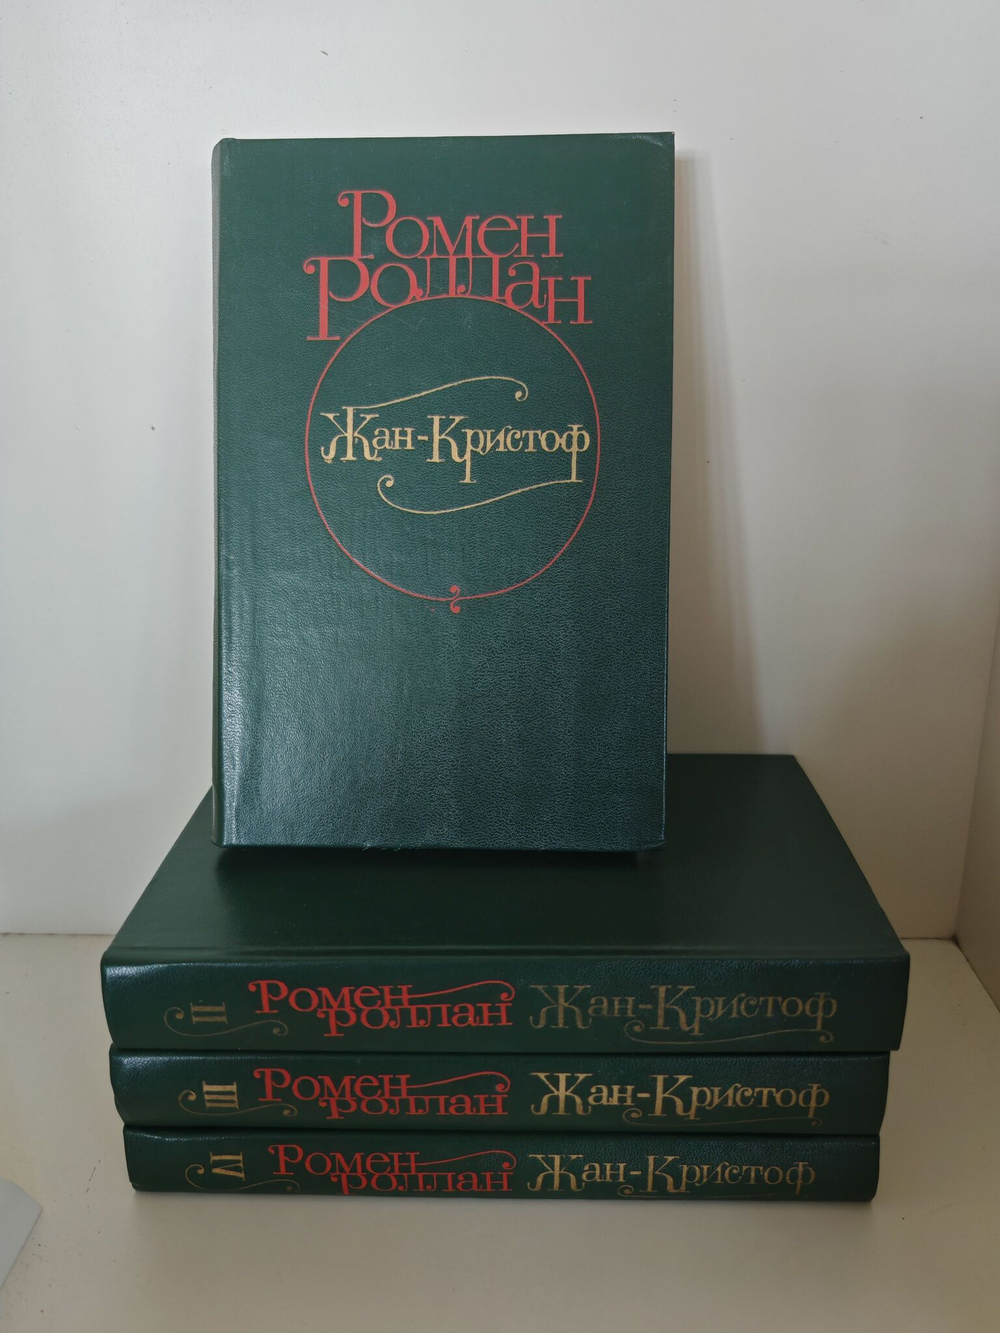 Ромен
Роллан
Жан-Кристоф
II Ромен Роллан Жан-Кристоф
III Ромен Роллан Жан-Кристоф
IV Ромен Роллан Жан-Кристоф